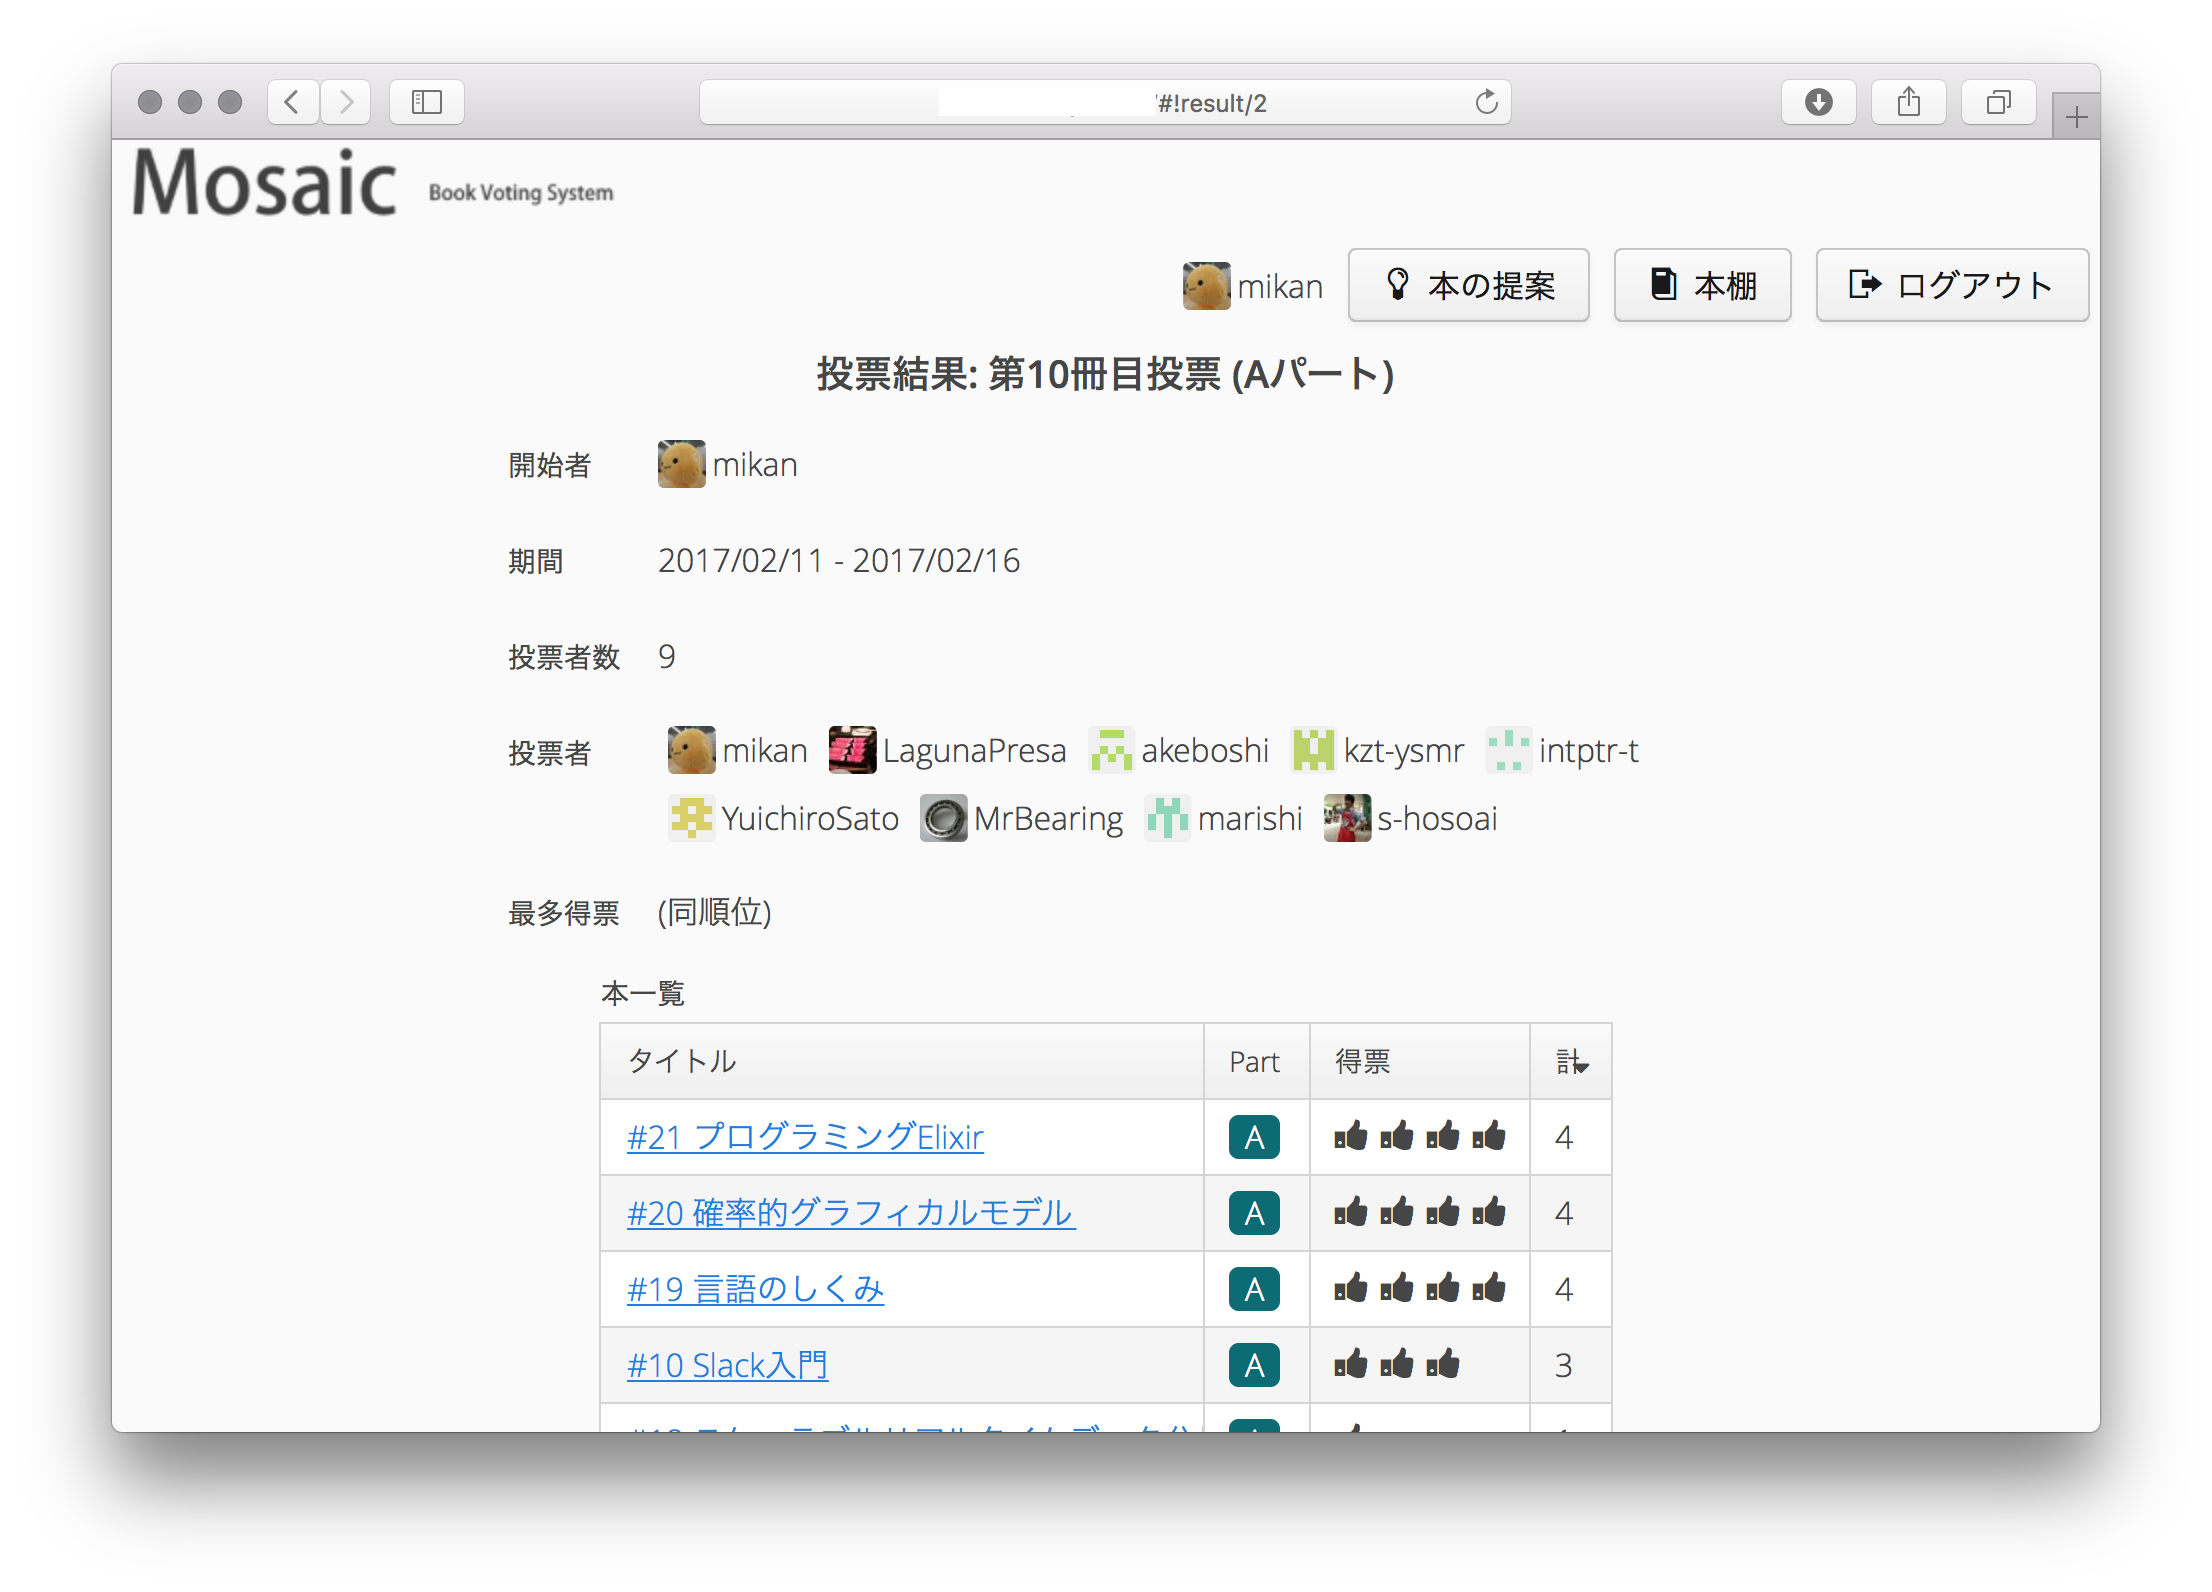 /#!result/2
Mosaic Book Voting System
mikan 本の提案 本棚 ログアウト
投票結果: 第10冊目投票 (Aパート)
開始者 mikan
期間 2017/02/11 - 2017/02/16
投票者数 9
投票者 mikan LagunaPresa akeboshi kzt-ysmr intptr-t
YuichiroSato MrBearing marishi s-hosoai
最多得票 (同順位)
本一覧
タイトル Part 得票 計
#21 プログラミングElixir A 4
#20 確率的グラフィカルモデル A 4
#19 言語のしくみ A 4
#10 Slack入門 A 3